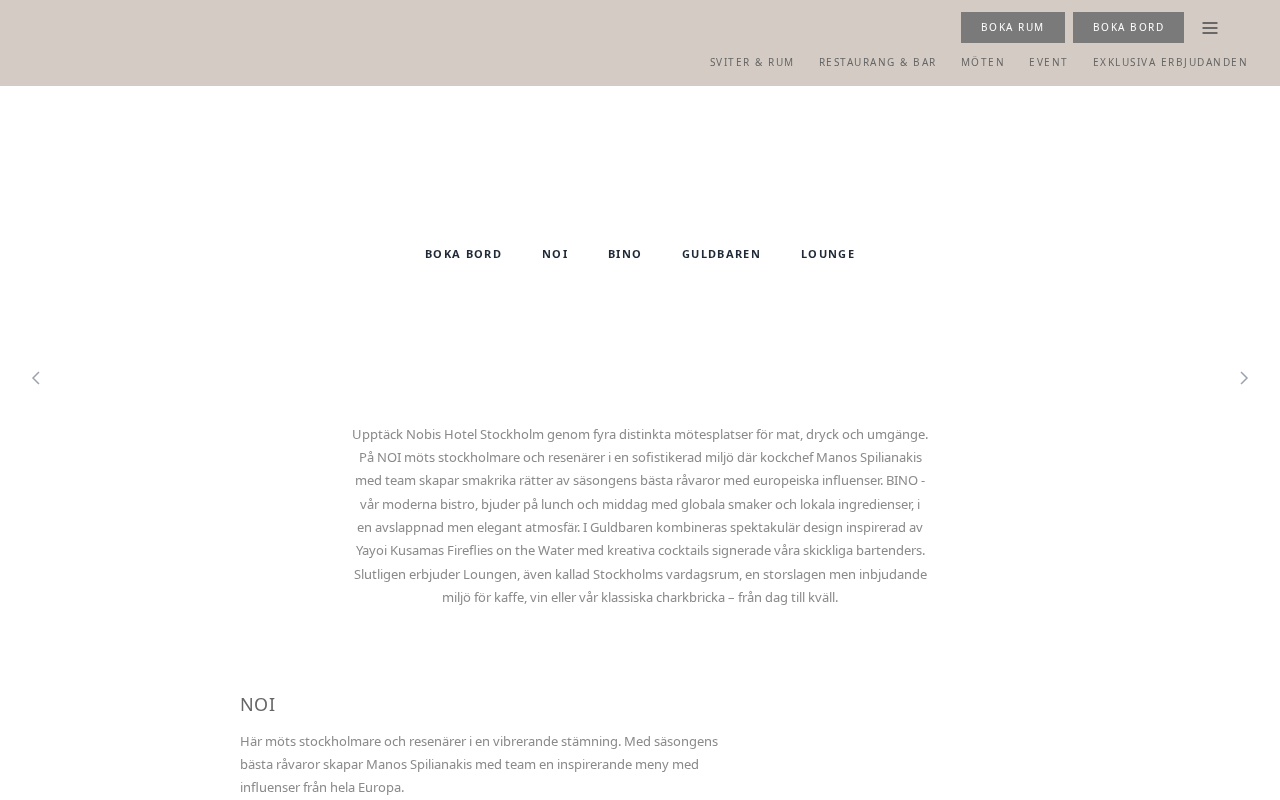 BOKA RUM
BOKA BORD
SVITER & RUM
RESTAURANG & BAR
MÖTEN
EVENT
EXKLUSIVA ERBJUDANDEN
BOKA BORD
NOI
BINO
GULDBAREN
LOUNGE
Upptäck Nobis Hotel Stockholm genom fyra distinkta mötesplatser för mat, dryck och umgänge.
På NOI möts stockholmare och resenärer i en sofistikerad miljö där kockchef Manos Spilianakis
med team skapar smakrika rätter av säsongens bästa råvaror med europeiska influenser. BINO -
vår moderna bistro, bjuder på lunch och middag med globala smaker och lokala ingredienser, i
en avslappnad men elegant atmosfär. I Guldbaren kombineras spektakulär design inspirerad av
Yayoi Kusamas Fireflies on the Water med kreativa cocktails signerade våra skickliga bartenders.
Slutligen erbjuder Loungen, även kallad Stockholms vardagsrum, en storslagen men inbjudande
miljö för kaffe, vin eller vår klassiska charkbricka – från dag till kväll.
NOI
Här möts stockholmare och resenärer i en vibrerande stämning. Med säsongens
bästa råvaror skapar Manos Spilianakis med team en inspirerande meny med
influenser från hela Europa.